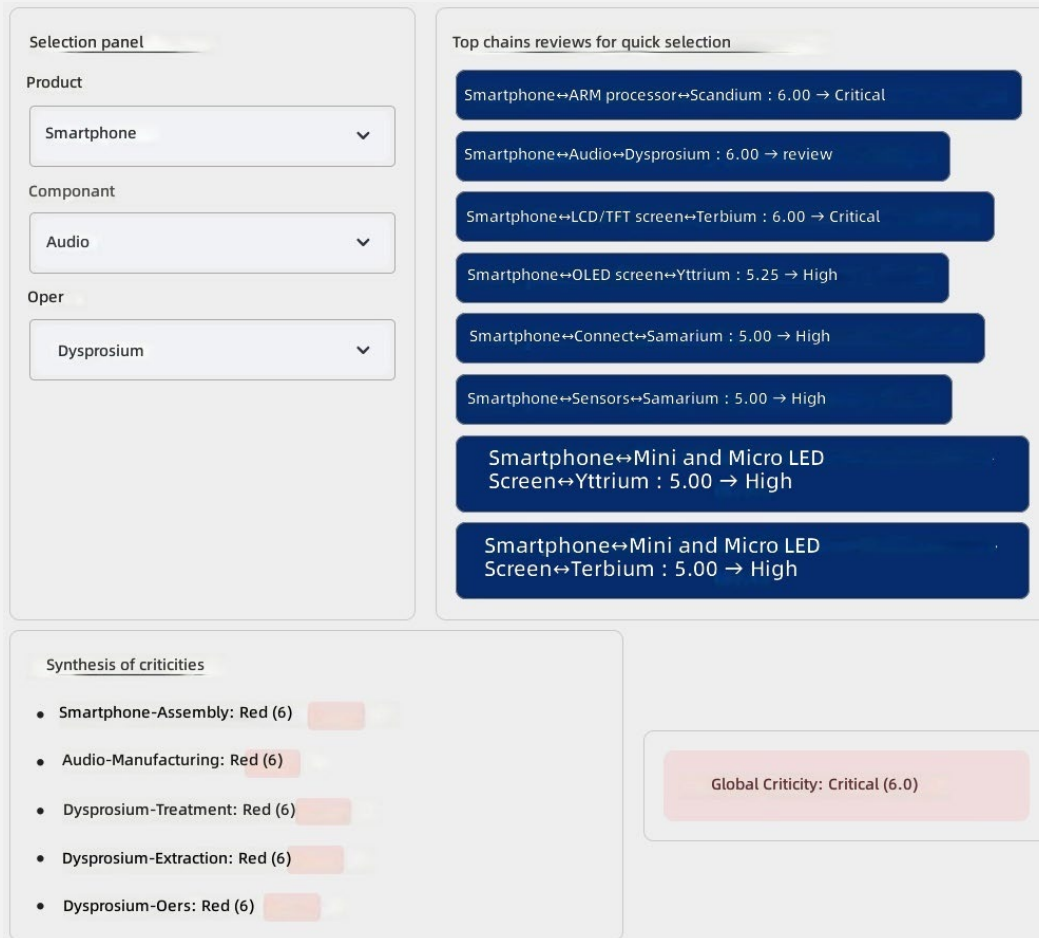 Selection panel
Product
Smartphone
Componant
Audio
Oper
Dysprosium
Top chains reviews for quick selection
Smartphone↔ARM processor↔Scandium : 6.00 → Critical
Smartphone↔Audio↔Dysprosium : 6.00 → review
Smartphone↔LCD/TFT screen↔Terbium : 6.00 → Critical
Smartphone↔OLED screen↔Yttrium : 5.25 → High
Smartphone↔Connect↔Samarium : 5.00 → High
Smartphone↔Sensors↔Samarium : 5.00 → High
Smartphone↔Mini and Micro LED
Screen↔Yttrium : 5.00 → High
Smartphone↔Mini and Micro LED
Screen↔Terbium : 5.00 → High
Synthesis of criticities
• Smartphone-Assembly: Red (6)
• Audio-Manufacturing: Red (6)
• Dysprosium-Treatment: Red (6)
• Dysprosium-Extraction: Red (6)
• Dysprosium-Oers: Red (6)
Global Criticity: Critical (6.0)